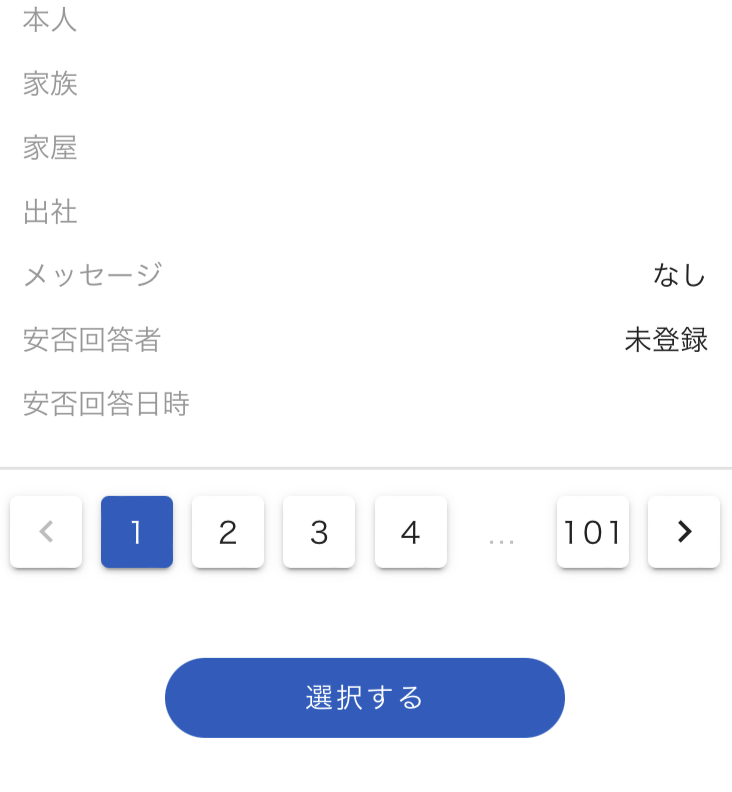 本人
家族
家屋
出社
メッセージ なし
安否回答者 未登録
安否回答日時
1 2 3 4 ... 101
選択する